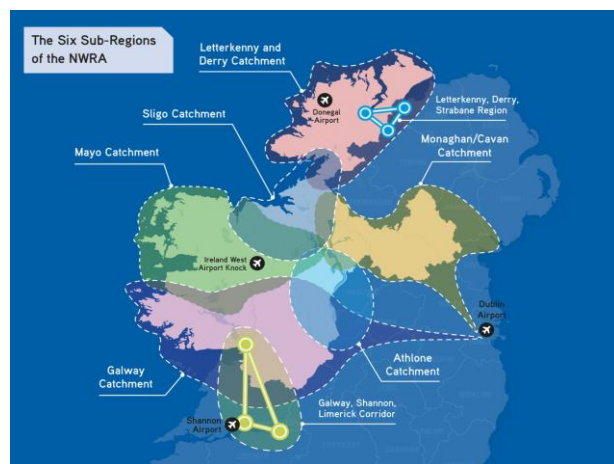 The Six Sub-Regions
of the NWRA
Letterkenny and
Derry Catchment
Donegal
Airport
Letterkenny, Derry,
Strabane Region
Sligo Catchment
Monaghan/Cavan
Catchment
Mayo Catchment
Ireland West
Airport Knock
Dublin
Airport
Galway
Catchment
Athlone
Catchment
Galway, Shannon,
Limerick Corridor
Shannon
Airport